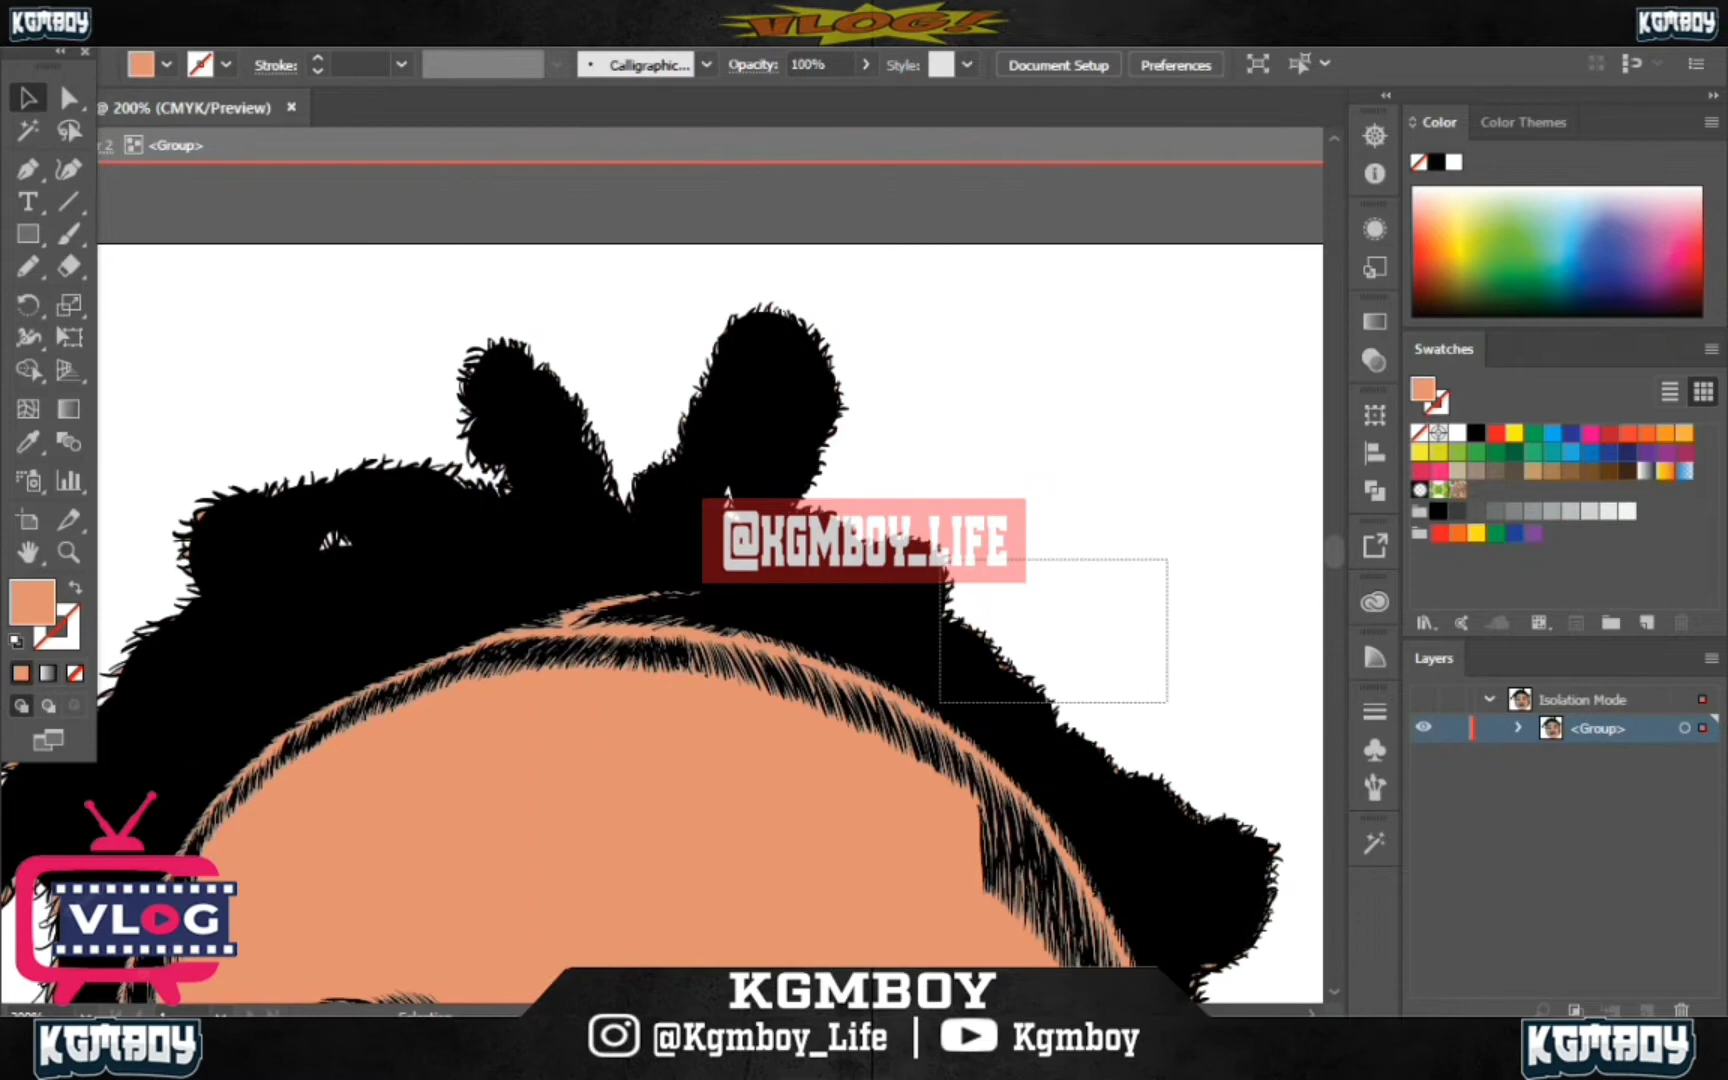 KGMBOY
VLOG!
KGMBOY
Stroke:
Calligraphic...
Opacity:
100%
Style:
Document Setup
Preferences
@ 200% (CMYK/Preview)
r 2
<Group>
Color
Color Themes
Swatches
@KGMBOY_LIFE
Layers
Isolation Mode
<Group>
VLOG
KGMBOY
@Kgmboy_Life | Kgmboy
KGMBOY
KGMBOY